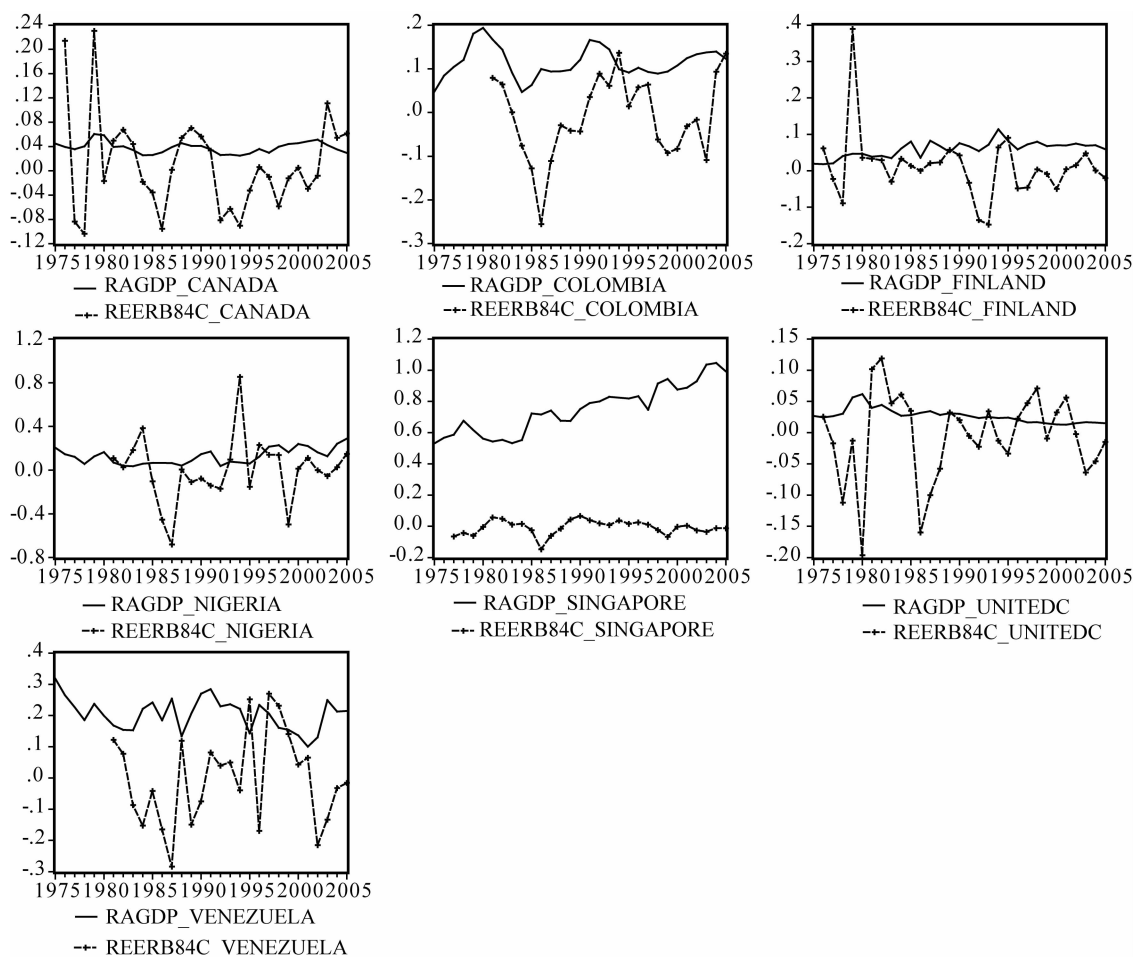 .24
.20
.16
.12
.08
.04
.00
-.04
-.08
-.12
1975 1980 1985 1990 1995 2000 2005
RAGDP_CANADA
REERB84C_CANADA
.2
.1
.0
-.1
-.2
-.3
1975 1980 1985 1990 1995 2000 2005
RAGDP_COLOMBIA
REERB84C_COLOMBIA
.4
.3
.2
.1
.0
-.1
-.2
1975 1980 1985 1990 1995 2000 2005
RAGDP_FINLAND
REERB84C_FINLAND
1.2
0.8
0.4
0.0
-0.4
-0.8
1975 1980 1985 1990 1995 2000 2005
RAGDP_NIGERIA
REERB84C_NIGERIA
1.2
1.0
0.8
0.6
0.4
0.2
0.0
-0.2
1975 1980 1985 1990 1995 2000 2005
RAGDP_SINGAPORE
REERB84C_SINGAPORE
.15
.10
.05
.00
-.05
-.10
-.15
-.20
1975 1980 1985 1990 1995 2000 2005
RAGDP_UNITEDC
REERB84C_UNITEDC
.4
.3
.2
.1
.0
-.1
-.2
-.3
1975 1980 1985 1990 1995 2000 2005
RAGDP_VENEZUELA
REERB84C_VENEZUELA